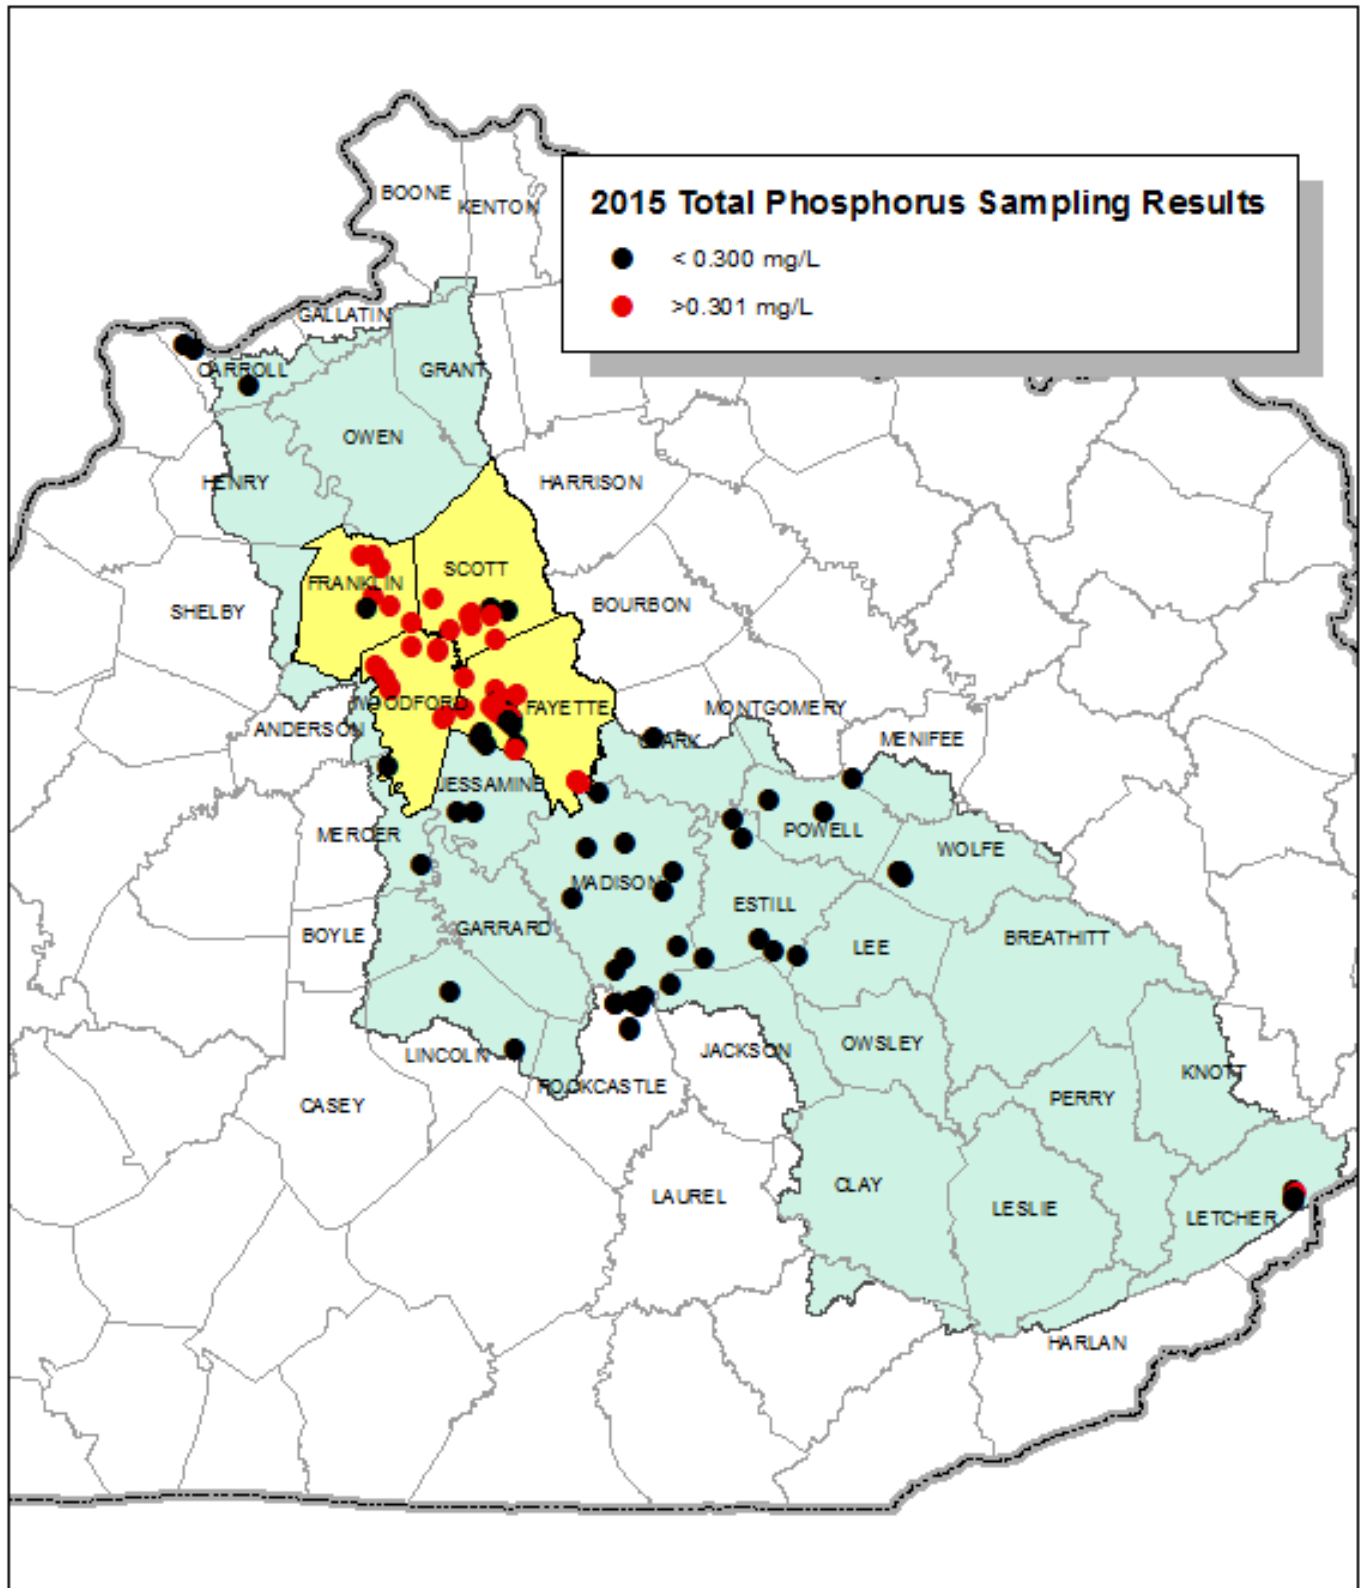 BOONE
KENTON
2015 Total Phosphorus Sampling Results
< 0.300 mg/L
>0.301 mg/L
GALLATIN
CARROLL
GRANT
OWEN
HENRY
HARRISON
SCOTT
FRANKLIN
SHELBY
BOURBON
WOODFORD
FAYETTE
MONTGOMERY
ANDERSON
CLARK
MENIFEE
JESSAMINE
MERCER
POWELL
WOLFE
MADISON
ESTILL
GARRARD
BOYLE
LEE
BREATHITT
OWSLEY
JACKSON
LINCOLN
KNOTT
ROCKCASTLE
PERRY
CASEY
CLAY
LAUREL
LESLIE
LETCHER
HARLAN